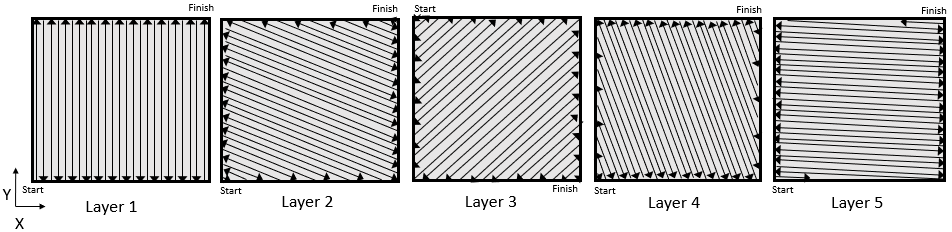 Finish
Finish
Start
Finish
Finish
Y
X
Start
Start
Finish
Start
Start
Layer 1
Layer 2
Layer 3
Layer 4
Layer 5